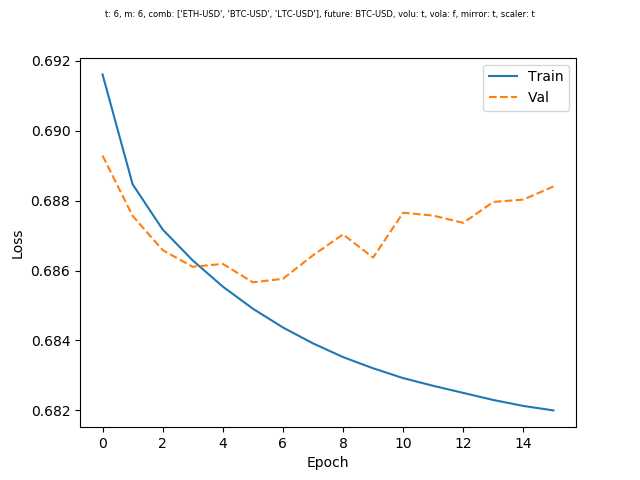 t: 6, m: 6, comb: ['ETH-USD', 'BTC-USD', 'LTC-USD'], future: BTC-USD, volu: t, vola: f, mirror: t, scaler: t
0.692
0.690
0.688
0.686
0.684
0.682
Loss
Train
Val
0 2 4 6 8 10 12 14
Epoch